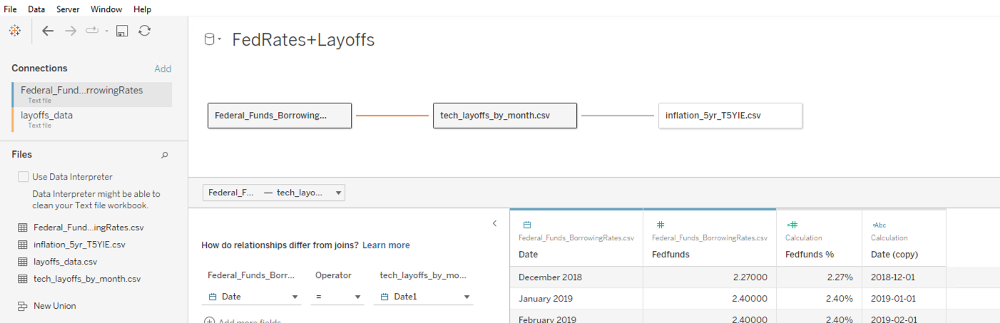 File Data Server Window Help
FedRates+Layoffs
Connections Add
Federal_Fund...rrowingRates
Text file
layoffs_data
Text file
Federal_Funds_Borrowing... tech_layoffs_by_month.csv inflation_5yr_T5YIE.csv
Files
Use Data Interpreter
Data Interpreter might be able to
clean your Text file workbook.
Federal_Fund...ingRates.csv
inflation_5yr_T5YIE.csv
layoffs_data.csv
tech_layoffs_by_month.csv
New Union
Federal_F... — tech_layo...
How do relationships differ from joins? Learn more
Federal_Funds_Borr... Operator tech_layoffs_by_mo...
Date = Date1
Add more fields
# =# =Abc
Federal_Funds_BorrowingRates.csv Federal_Funds_BorrowingRates.csv Calculation Calculation
Date Fedfunds Fedfunds % Date (copy)
December 2018 2.27000 2.27% 2018-12-01
January 2019 2.40000 2.40% 2019-01-01
February 2019 2.40000 2.40% 2019-02-01